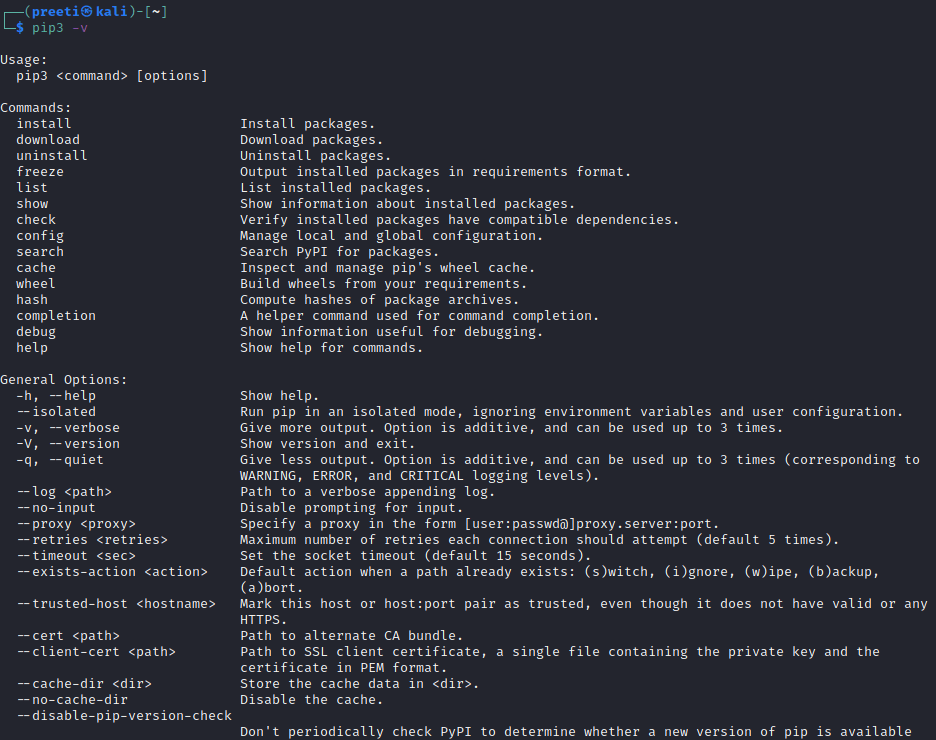 (preeti㉿kali)-[~]
$ pip3 -v
Usage:
pip3 <command> [options]
Commands:
install Install packages.
download Download packages.
uninstall Uninstall packages.
freeze Output installed packages in requirements format.
list List installed packages.
show Show information about installed packages.
check Verify installed packages have compatible dependencies.
config Manage local and global configuration.
search Search PyPI for packages.
cache Inspect and manage pip's wheel cache.
wheel Build wheels from your requirements.
hash Compute hashes of package archives.
completion A helper command used for command completion.
debug Show information useful for debugging.
help Show help for commands.
General Options:
-h, --help Show help.
--isolated Run pip in an isolated mode, ignoring environment variables and user configuration.
-v, --verbose Give more output. Option is additive, and can be used up to 3 times.
-V, --version Show version and exit.
-q, --quiet Give less output. Option is additive, and can be used up to 3 times (corresponding to
WARNING, ERROR, and CRITICAL logging levels).
--log <path> Path to a verbose appending log.
--no-input Disable prompting for input.
--proxy <proxy> Specify a proxy in the form [user:passwd@]proxy.server:port.
--retries <retries> Maximum number of retries each connection should attempt (default 5 times).
--timeout <sec> Set the socket timeout (default 15 seconds).
--exists-action <action> Default action when a path already exists: (s)witch, (i)gnore, (w)ipe, (b)ackup,
(a)bort.
--trusted-host <hostname> Mark this host or host:port pair as trusted, even though it does not have valid or any
HTTPS.
--cert <path> Path to alternate CA bundle.
--client-cert <path> Path to SSL client certificate, a single file containing the private key and the
certificate in PEM format.
--cache-dir <dir> Store the cache data in <dir>.
--no-cache-dir Disable the cache.
--disable-pip-version-check
Don't periodically check PyPI to determine whether a new version of pip is available